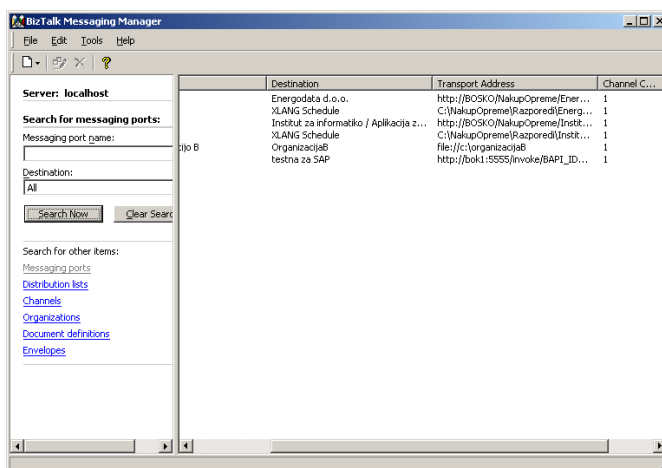 BizTalk Messaging Manager
File Edit Tools Help
Server: localhost
Search for messaging ports:
Messaging port name:
Destination:
All
Search Now Clear Searc
Search for other items:
Messaging ports
Distribution lists
Channels
Organizations
Document definitions
Envelopes
Destination Transport Address Channel C...
Energodata d.o.o. http://BOSKO/NakupOpreme/Ener... 1
XLANG Schedule C:\NakupOpreme\Razporedi\Energ... 1
Institut za informatiko / Aplikacija z... http://BOSKO/NakupOpreme/Instit... 1
XLANG Schedule C:\NakupOpreme\Razporedi\Instit... 1
cijo B OrganizacijaB file://c:\organizacijaB 1
testna za SAP http://bok1:5555/invoke/BAPI_ID... 1